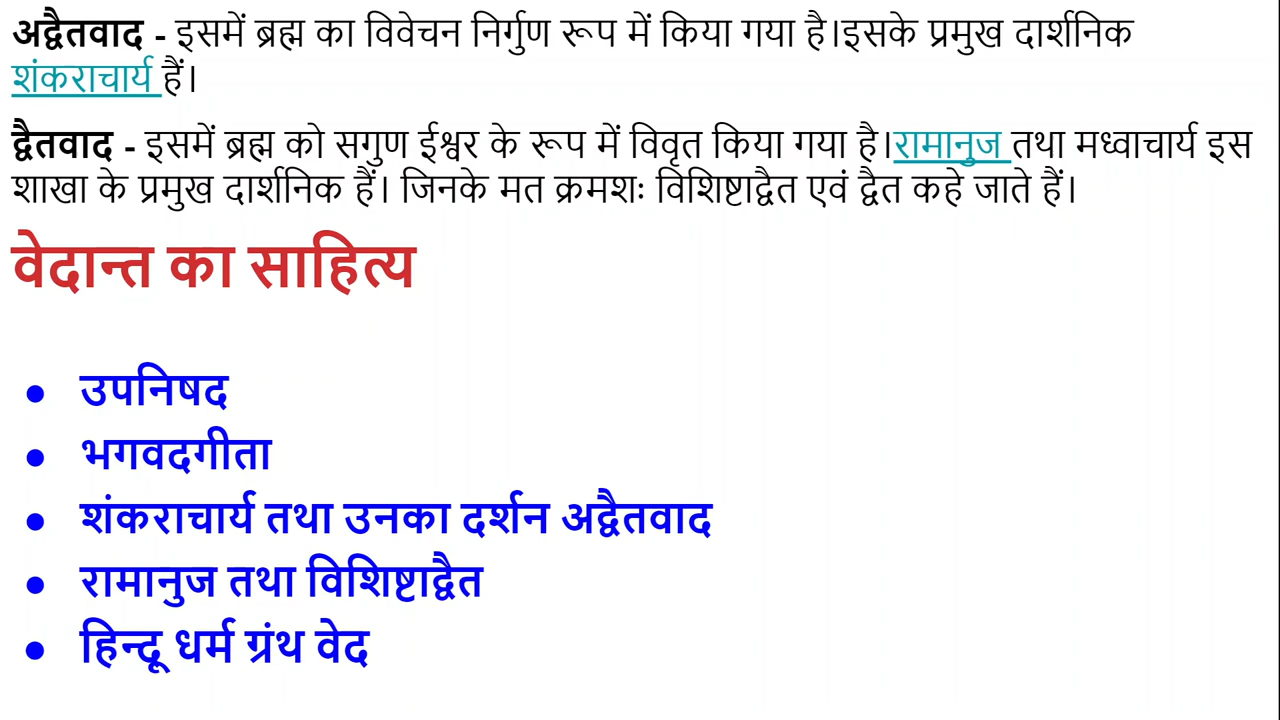 अद्वैतवाद - इसमें ब्रह्म का विवेचन निर्गुण रूप में किया गया है।इसके प्रमुख दार्शनिक
शंकराचार्य हैं।
द्वैतवाद - इसमें ब्रह्म को सगुण ईश्वर के रूप में विवृत किया गया है।रामानुज तथा मध्वाचार्य इस
शाखा के प्रमुख दार्शनिक हैं। जिनके मत क्रमशः विशिष्टाद्वैत एवं द्वैत कहे जाते हैं।
वेदान्त का साहित्य
● उपनिषद
● भगवदगीता
● शंकराचार्य तथा उनका दर्शन अद्वैतवाद
● रामानुज तथा विशिष्टाद्वैत
● हिन्दू धर्म ग्रंथ वेद